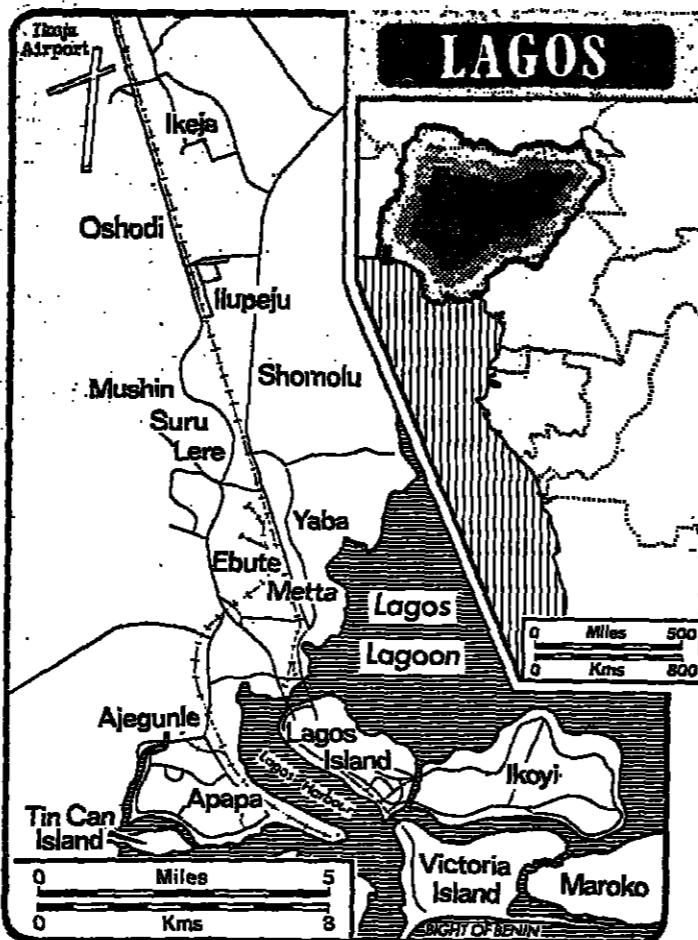 LAGOS
Ikeja
Airport
Ikeja
Oshodi
Ilupeju
Mushin
Shomolu
Suru
Lere
Yaba
Ebute
Metta
Lagos
Lagoon
0 Miles 500
0 Kms 800
Ajegunle
Lagos
Island
Lagos Harbour
Ikoyi
Apapa
Tin Can
Island
Victoria
Island
Maroko
0 Miles 5
0 Kms 8
BIGHT OF BENIN